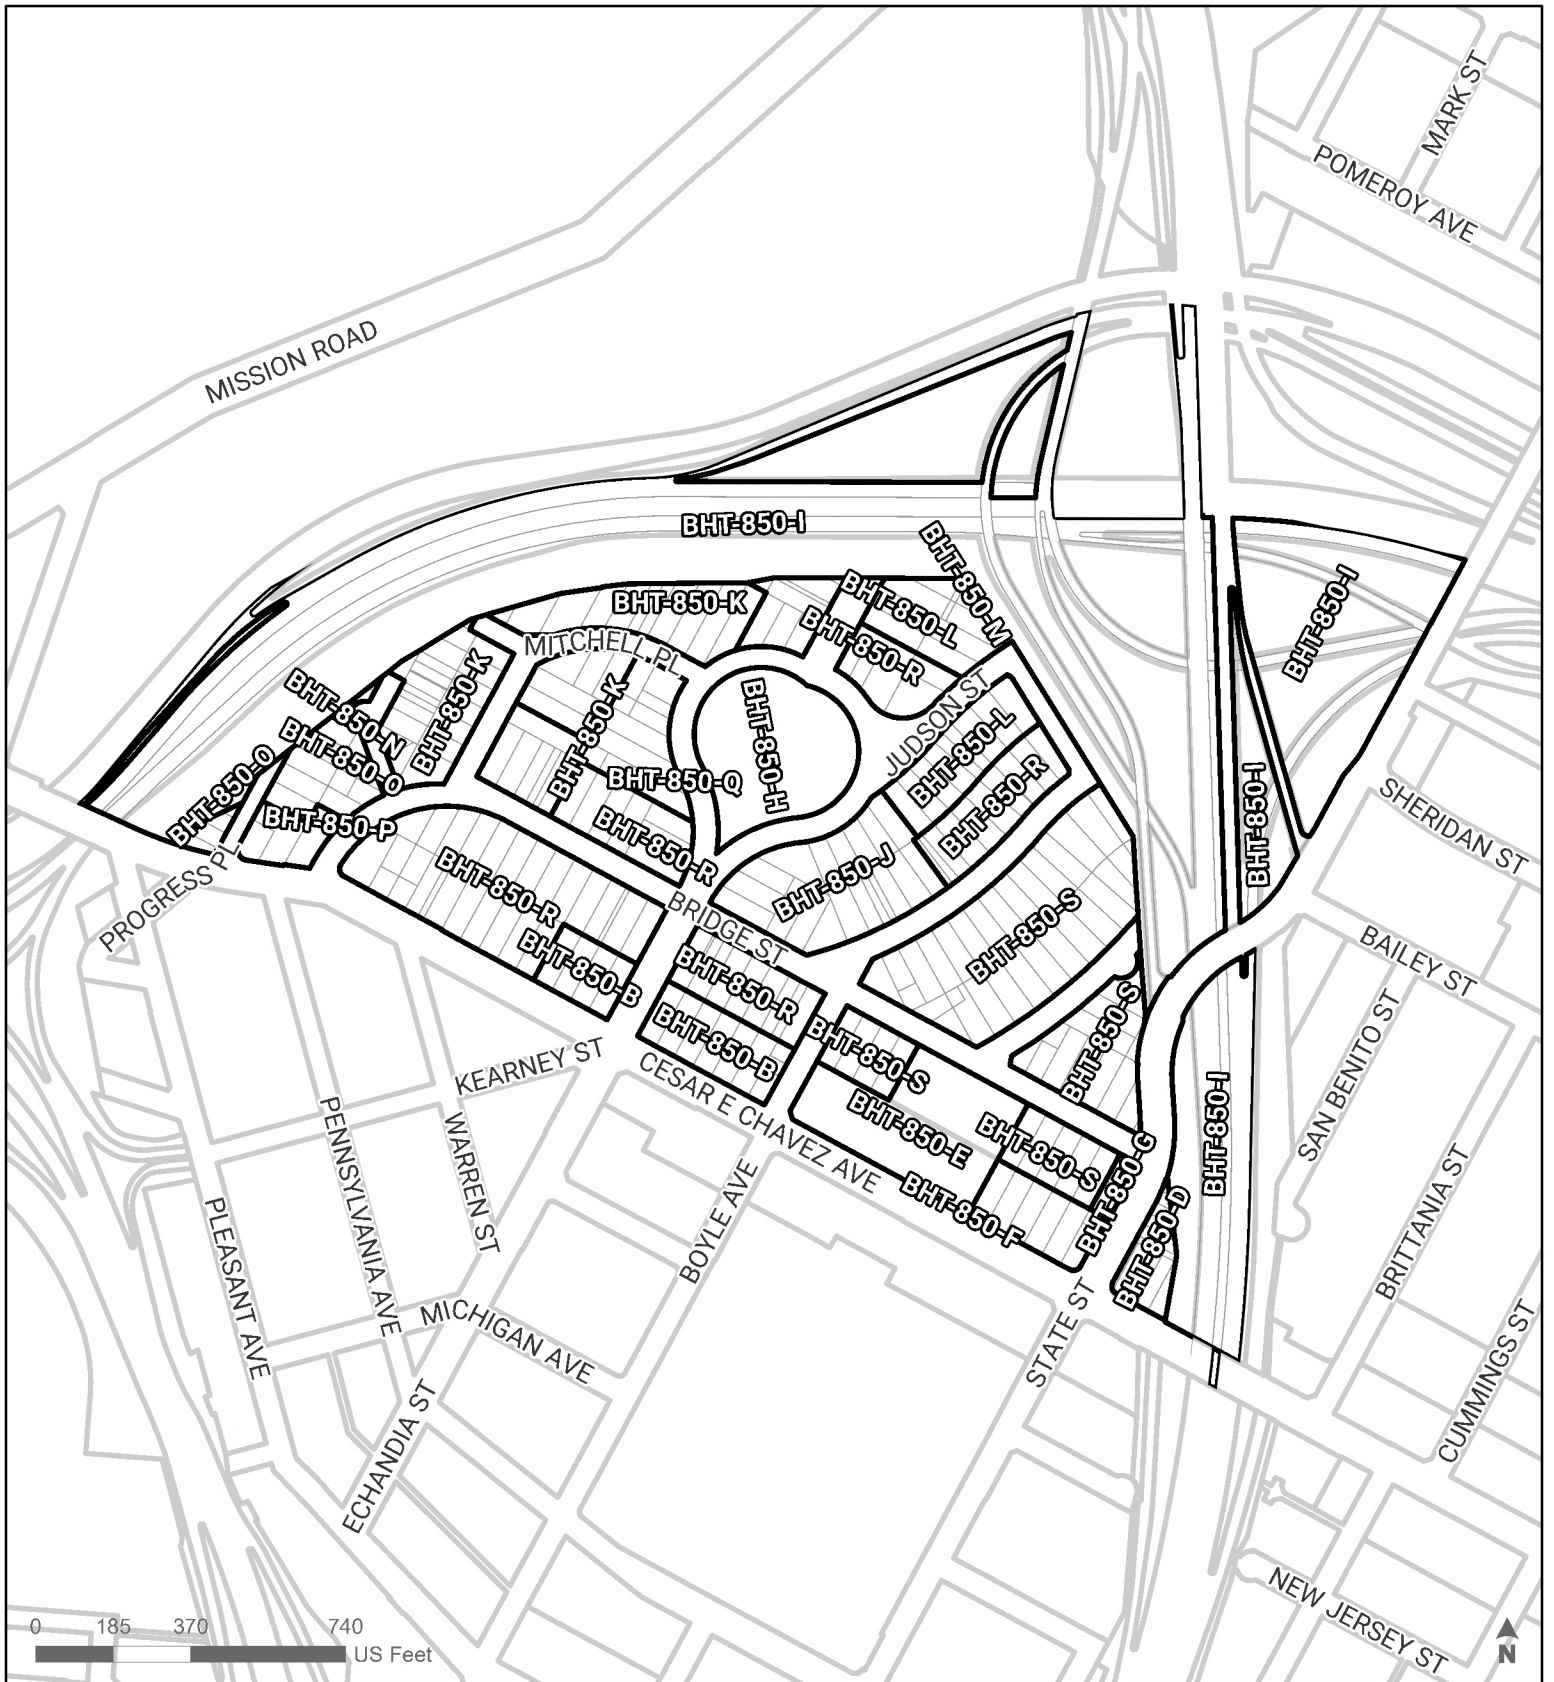 MARK ST
POMEROY AVE
MISSION ROAD
BHT-850-I
BHT-850-M
BHT-850-K
BHT-850-L
BHT-850-R
BHT-850-I
MITCHELL PL
BHT-850-K
BHT-850-N
BHT-850-O
BHT-850-O
BHT-850-P
BHT-850-K
BHT-850-Q
BHT-850-H
JUDSON ST
BHT-850-L
BHT-850-R
BHT-850-I
SHERIDAN ST
PROGRESS PL
BHT-850-R
BHT-850-R
BHT-850-J
BRIDGE ST
BHT-850-S
BAILEY ST
BHT-850-B
BHT-850-R
BHT-850-B
BHT-850-S
BHT-850-S
KEARNEY ST
CESAR E CHAVEZ AVE
BHT-850-E
BHT-850-S
BHT-850-G
BHT-850-I
SAN BENITO ST
PENNSYLVANIA AVE
WARREN ST
BOYLE AVE
BHT-850-F
BHT-850-D
BRITTANIA ST
PLEASANT AVE
MICHIGAN AVE
STATE ST
CUMMINGS ST
ECHANDIA ST
NEW JERSEY ST
0 185 370 740
US Feet
N